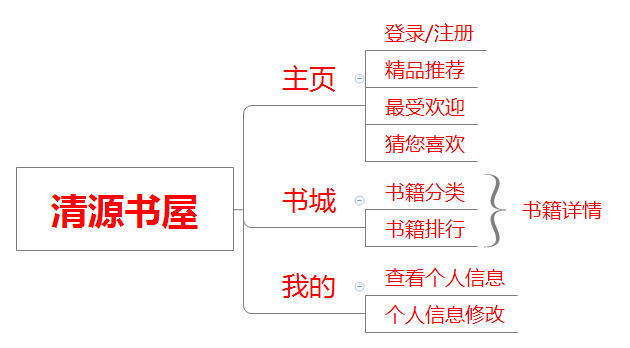 清源书屋
主页
登录/注册
精品推荐
最受欢迎
猜您喜欢
书城
书籍分类
书籍排行
书籍详情
我的
查看个人信息
个人信息修改